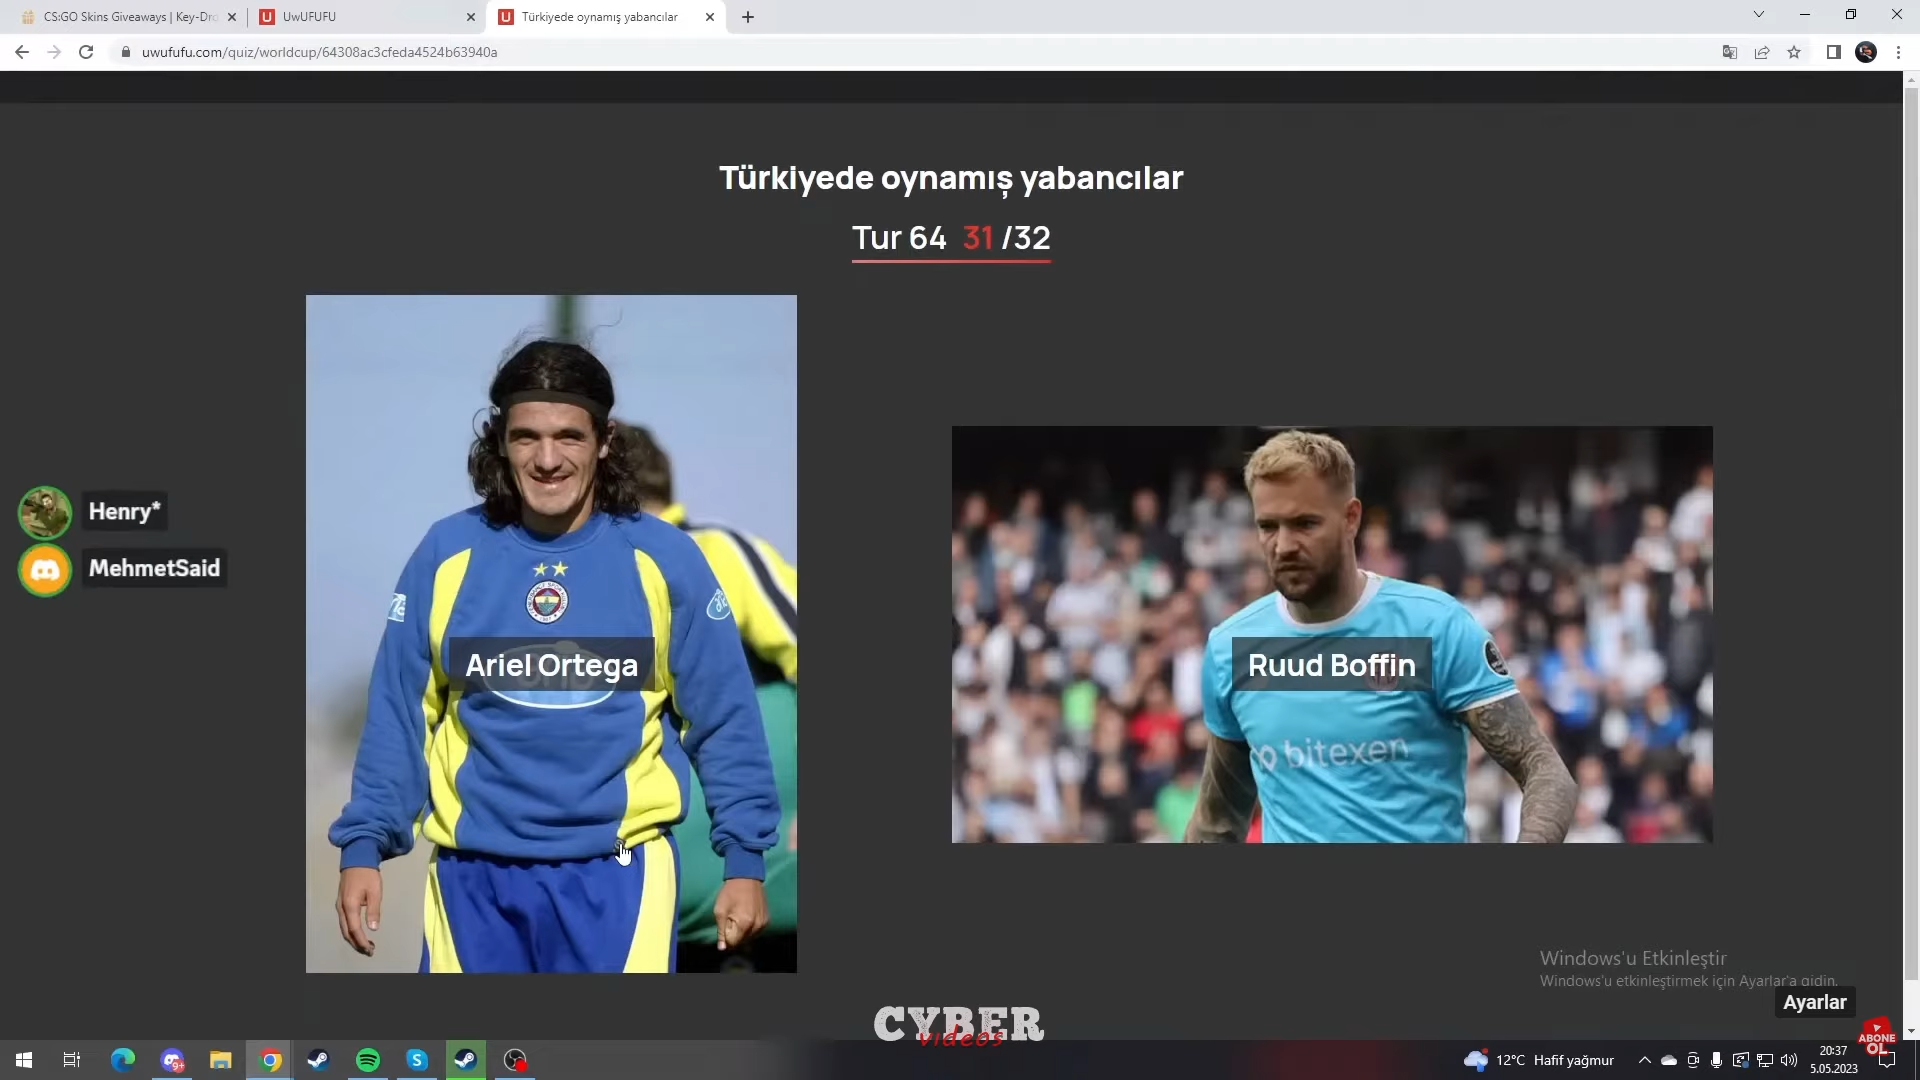 CS:GO Skins Giveaways | Key-Dro
UwUFUFU
Türkiyede oynamış yabancılar
uwufufu.com/quiz/worldcup/64308ac3cfeda4524b63940a
Türkiyede oynamış yabancılar
Tur 64 31 /32
Henry*
MehmetSaid
Ariel Ortega
Ruud Boffin
bitexen
Windows'u Etkinleştir
Windows'u etkinleştirmek için Ayarlar'a gidin.
Ayarlar
CYBER
videos
ABONE
OL
9+
12°C Hafif yağmur
20:37
5.05.2023